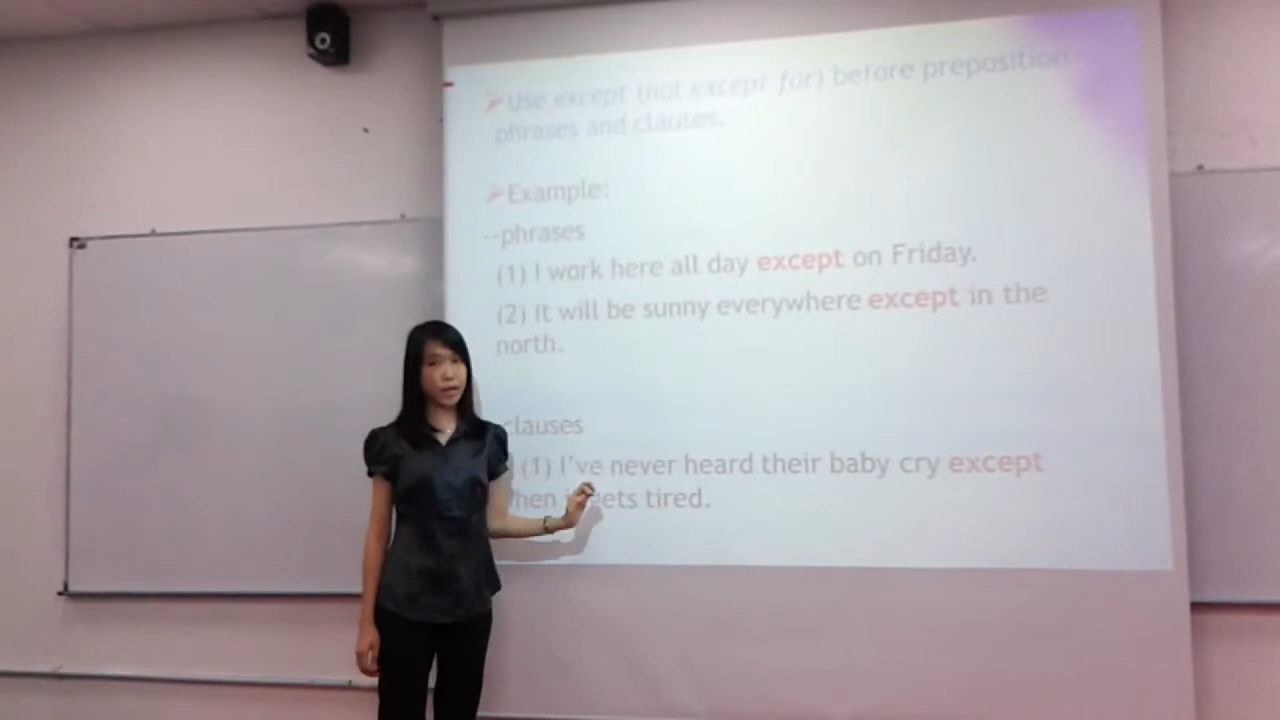 ➢Use except (not except for) before preposition
phrases and clauses.
➢Example:
--phrases
(1) I work here all day except on Friday.
(2) It will be sunny everywhere except in the
north.
clauses
(1) I've never heard their baby cry except
tired.